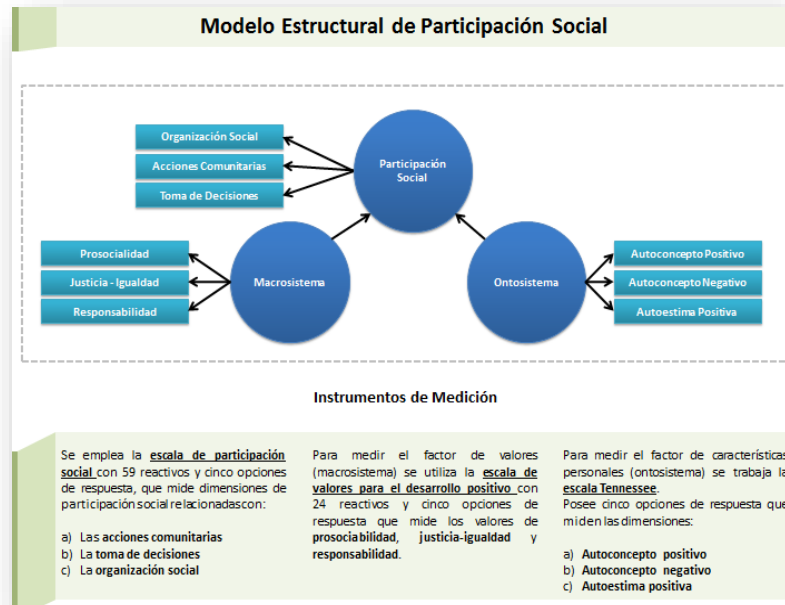 Modelo Estructural de Participación Social
Organización Social
Acciones Comunitarias
Toma de Decisiones
Participación
Social
Prosocialidad
Justicia - Igualdad
Responsabilidad
Macrosistema
Ontosistema
Autoconcepto Positivo
Autoconcepto Negativo
Autoestima Positiva
Instrumentos de Medición
Se emplea la escala de participación
social con 59 reactivos y cinco opciones
de respuesta, que mide dimensiones de
participación social relacionadascon:
a) Las acciones comunitarias
b) La toma de decisiones
c) La organización social
Para medir el factor de valores
(macrosistema) se utiliza la escala de
valores para el desarrollo positivo con
24 reactivos y cinco opciones de
respuesta que mide los valores de
prosociabilidad, justicia-igualdad y
responsabilidad.
Para medir el factor de características
personales (ontosistema) se trabaja la
escala Tennessee.
Posee cinco opciones de respuesta que
miden las dimensiones:
a) Autoconcepto positivo
b) Autoconcepto negativo
c) Autoestima positiva